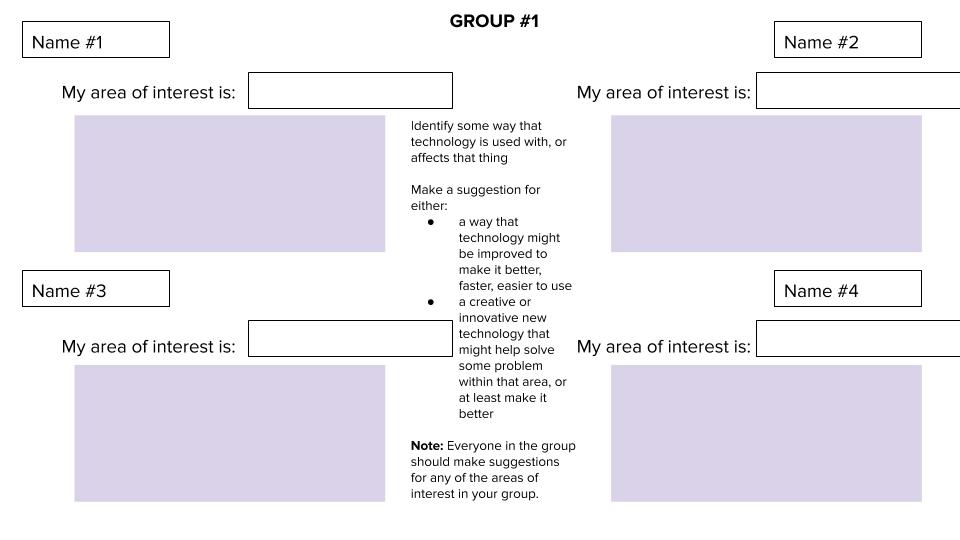 GROUP #1
Name #1
Name #2
My area of interest is:
My area of interest is:
Identify some way that
technology is used with, or
affects that thing
Make a suggestion for
either:
● a way that
technology might
be improved to
make it better,
faster, easier to use
● a creative or
innovative new
technology that
might help solve
some problem
within that area, or
at least make it
better
Note: Everyone in the group
should make suggestions
for any of the areas of
interest in your group.
Name #3
Name #4
My area of interest is:
My area of interest is: